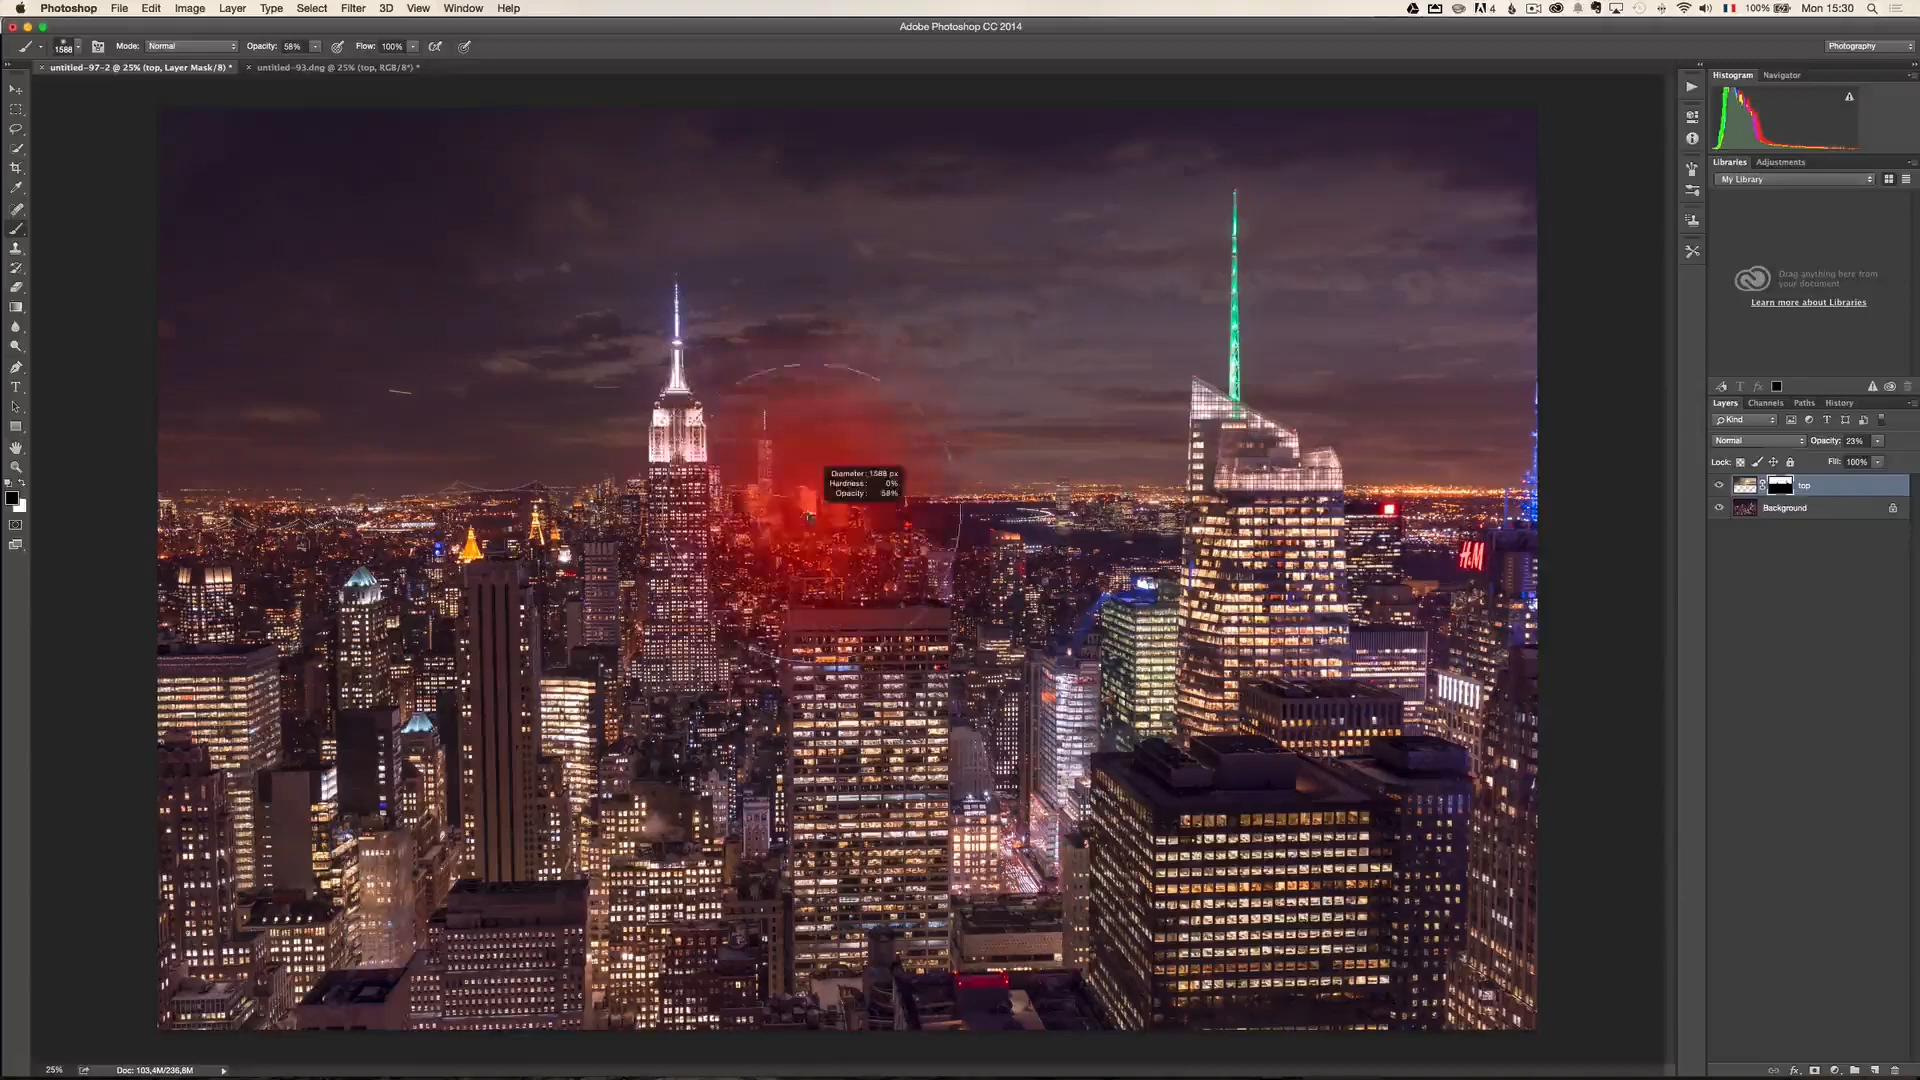 Photoshop File Edit Image Layer Type Select Filter 3D View Window Help
4 100% Mon 15:30
Adobe Photoshop CC 2014
1588 Mode: Normal Opacity: 58% Flow: 100% Photography
untitled-97-2 @ 25% (top, Layer Mask/8) * untitled-93.dng @ 25% (top, RGB/8*) *
Histogram Navigator
Libraries Adjustments
My Library
Drag anything here from
your document
Learn more about Libraries
Layers Channels Paths History
Kind
Normal Opacity: 23%
Lock: Fill: 100%
top
Background
Diameter: 1588 px
Hardness: 0%
Opacity: 58%
H&M
25% Doc: 103,4M/236,8M